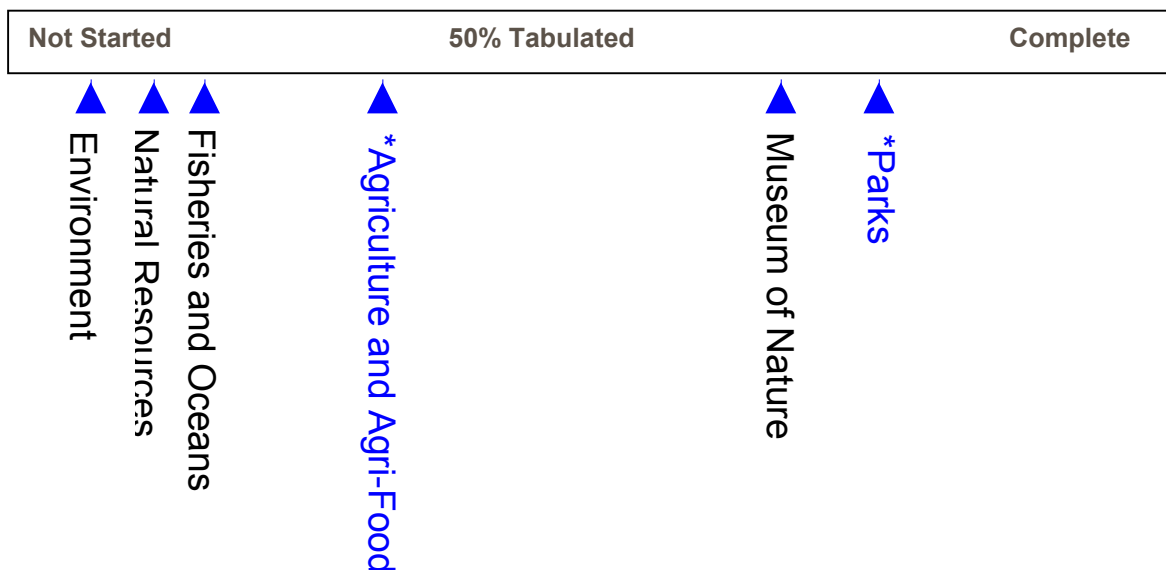 Not Started 50% Tabulated Complete
Environment
Natural Resources
Fisheries and Oceans
*Agriculture and Agri-Food
Museum of Nature
*Parks